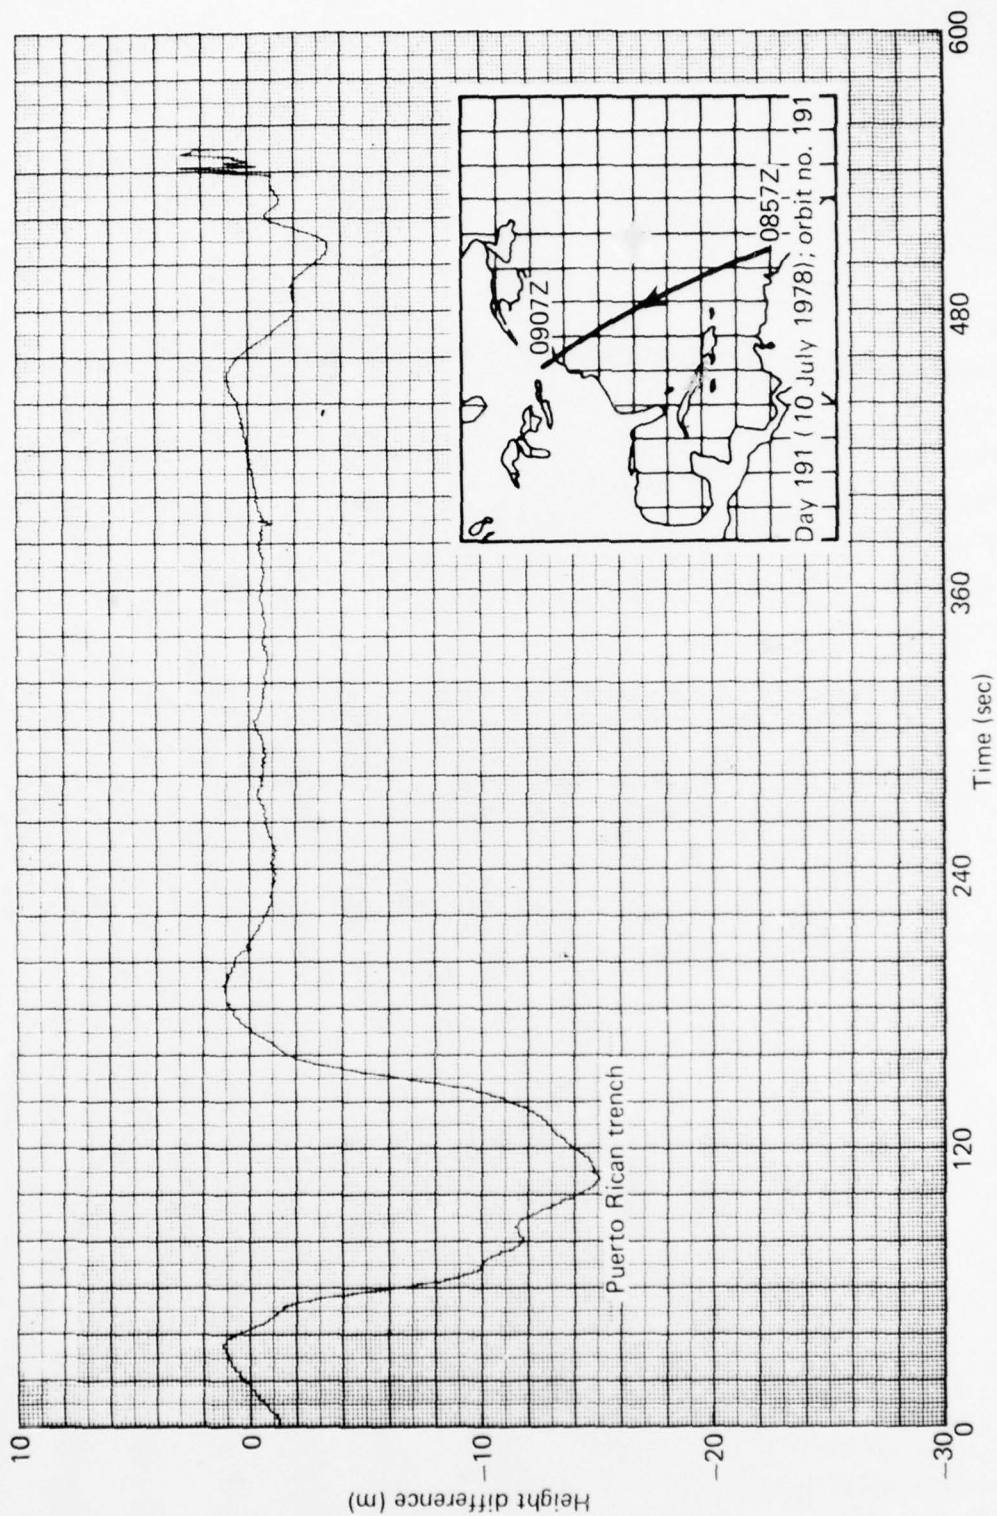 10
0
−10
−20
−30
Height difference (m)
0
120
240
360
480
600
Time (sec)
Puerto Rican trench
0907Z
0857Z
Day 191 ( 10 July 1978); orbit no. 191